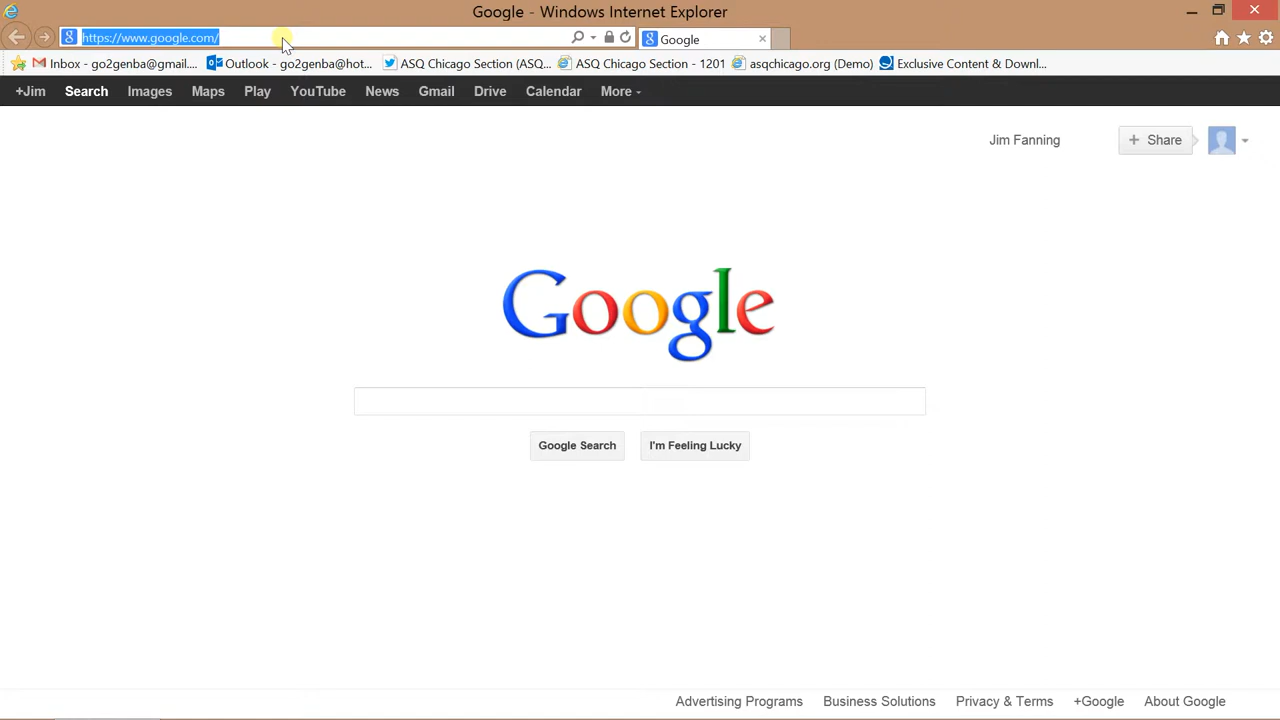 Google - Windows Internet Explorer
https://www.google.com/
Google
Inbox - go2genba@gmail.... Outlook - go2genba@hot... ASQ Chicago Section (ASQ... ASQ Chicago Section - 1201 asqchicago.org (Demo) Exclusive Content & Downl...
+Jim Search Images Maps Play YouTube News Gmail Drive Calendar More
Jim Fanning + Share
Google
Google Search I'm Feeling Lucky
Advertising Programs Business Solutions Privacy & Terms +Google About Google